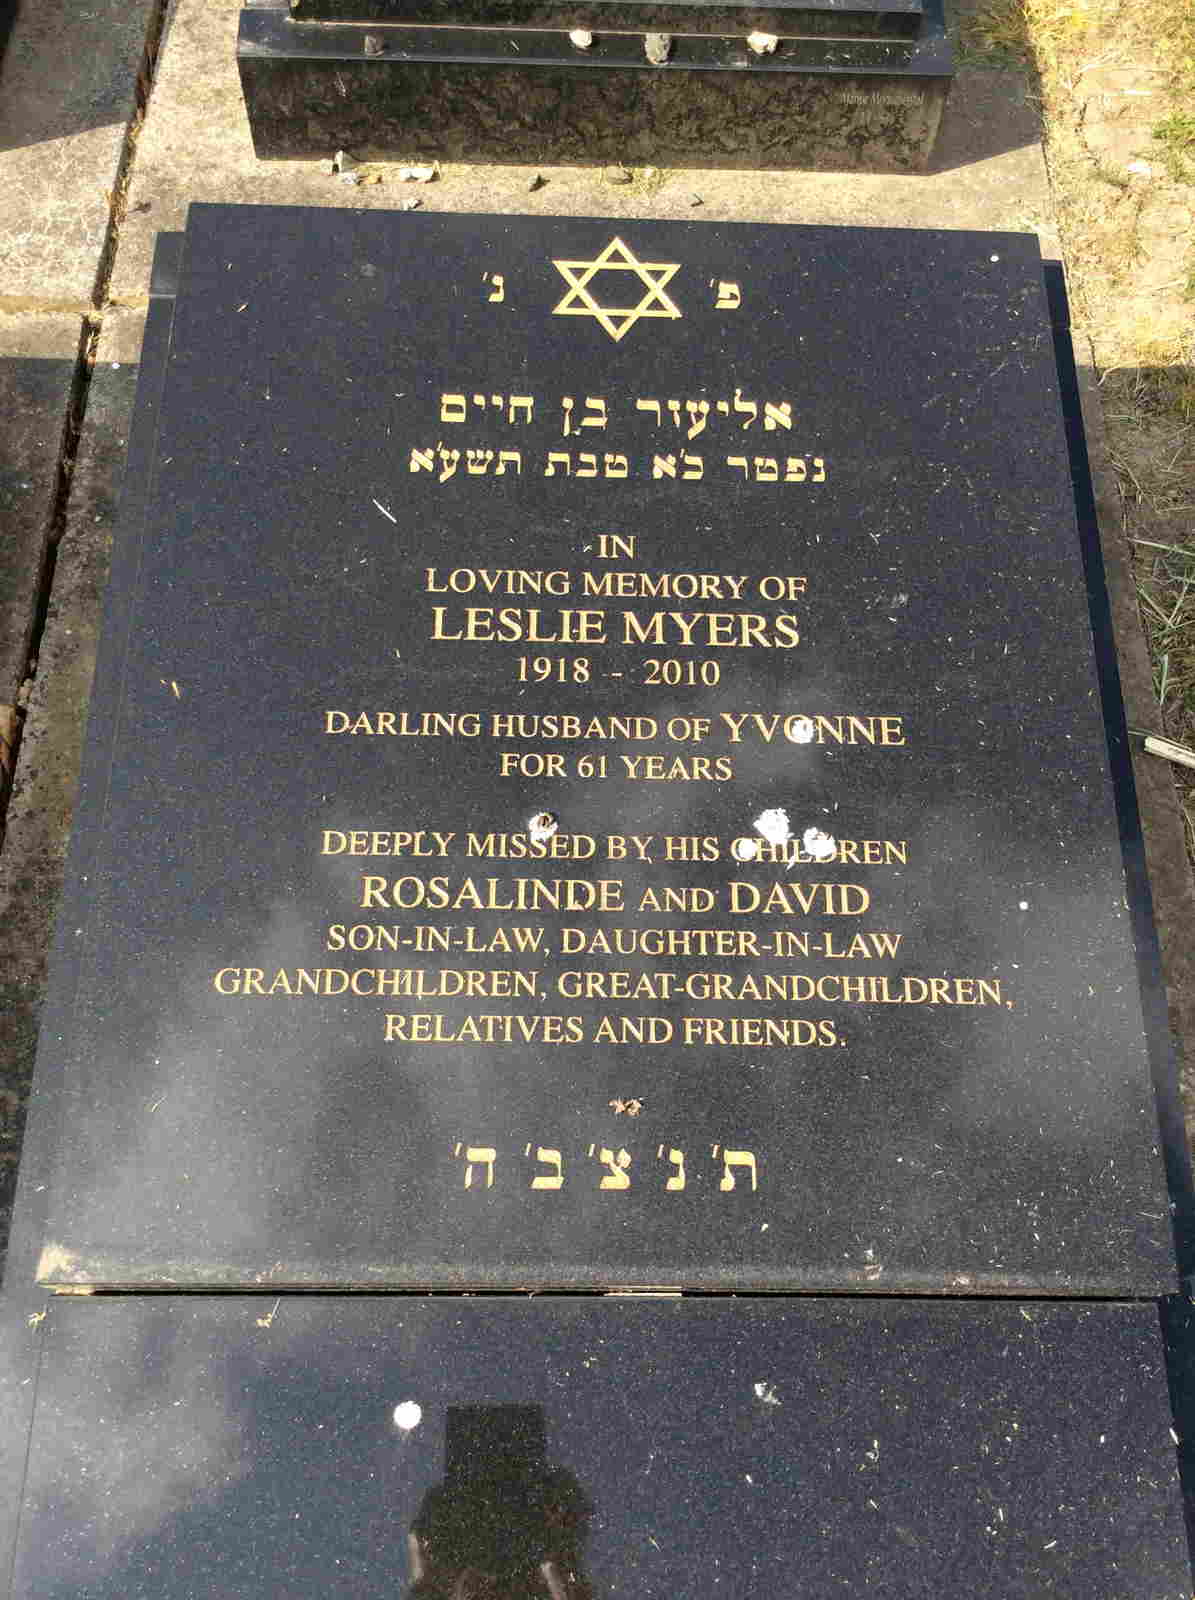 Mannie Monumental
פ' נ'
אליעזר בן חיים
נפטר כ'א טבת תשע'א
IN
LOVING MEMORY OF
LESLIE MYERS
1918 - 2010
DARLING HUSBAND OF YVONNE
FOR 61 YEARS
DEEPLY MISSED BY HIS CHILDREN
ROSALINDE AND DAVID
SON-IN-LAW, DAUGHTER-IN-LAW
GRANDCHILDREN, GREAT-GRANDCHILDREN,
RELATIVES AND FRIENDS.
ת' נ' צ' ב' ה'